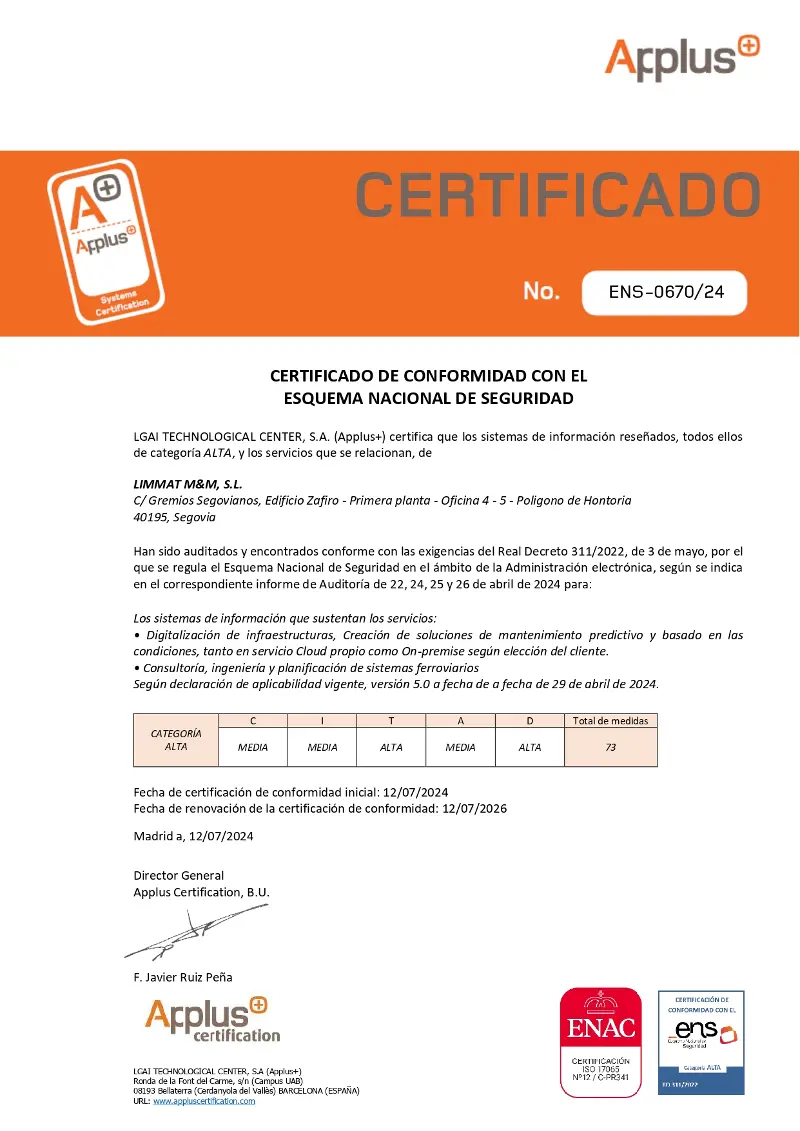 Applus+
CERTIFICADO
A+
Applus+
Systems
Certification
No. ENS-0670/24
CERTIFICADO DE CONFORMIDAD CON EL
ESQUEMA NACIONAL DE SEGURIDAD
LGAI TECHNOLOGICAL CENTER, S.A. (Applus+) certifica que los sistemas de información reseñados, todos ellos
de categoría ALTA, y los servicios que se relacionan, de
LIMMAT M&M, S.L.
C/ Gremios Segovianos, Edificio Zafiro - Primera planta - Oficina 4 - 5 - Poligono de Hontoria
40195, Segovia
Han sido auditados y encontrados conforme con las exigencias del Real Decreto 311/2022, de 3 de mayo, por el
que se regula el Esquema Nacional de Seguridad en el ámbito de la Administración electrónica, según se indica
en el correspondiente informe de Auditoría de 22, 24, 25 y 26 de abril de 2024 para:
Los sistemas de información que sustentan los servicios:
• Digitalización de infraestructuras, Creación de soluciones de mantenimiento predictivo y basado en las
condiciones, tanto en servicio Cloud propio como On-premise según elección del cliente.
• Consultoría, ingeniería y planificación de sistemas ferroviarios
Según declaración de aplicabilidad vigente, versión 5.0 a fecha de a fecha de 29 de abril de 2024.
CATEGORÍA ALTA
C I T A D Total de medidas
MEDIA MEDIA ALTA MEDIA ALTA 73
Fecha de certificación de conformidad inicial: 12/07/2024
Fecha de renovación de la certificación de conformidad: 12/07/2026
Madrid a, 12/07/2024
Director General
Applus Certification, B.U.
F. Javier Ruiz Peña
Applus+
certification
LGAI TECHNOLOGICAL CENTER, S.A (Applus+)
Ronda de la Font del Carme, s/n (Campus UAB)
08193 Bellaterra (Cerdanyola del Vallès) BARCELONA (ESPAÑA)
URL: www.appluscertification.com
ENAC
CERTIFICACIÓN
ISO 17065
Nº12 / C-PR341
CERTIFICACIÓN DE
CONFORMIDAD CON EL
ens
Esquema Nacional de
Seguridad
Categoría ALTA
RD 311/2022